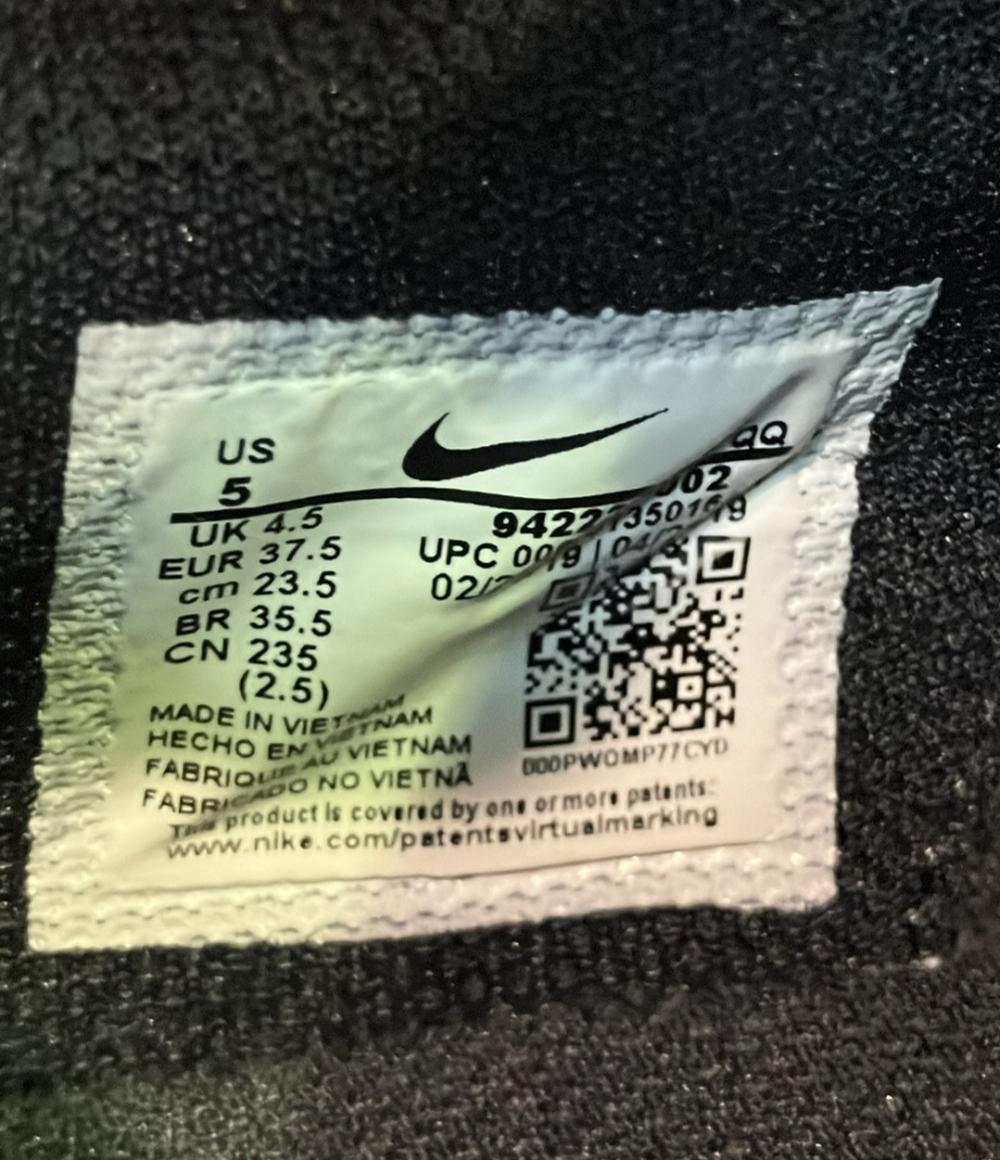 US
5
QQ
UK 4.5
EUR 37.5
cm 23.5
BR 35.5
CN 235
(2.5)
UPC
MADE IN VIETNAM
HECHO EN VIETNAM
FABRIQUE AU VIETNAM
FABRICADO NO VIETNÃ
000PWOMP77CYD
This product is covered by one or more patents:
www.nike.com/patentsvirtualmarking